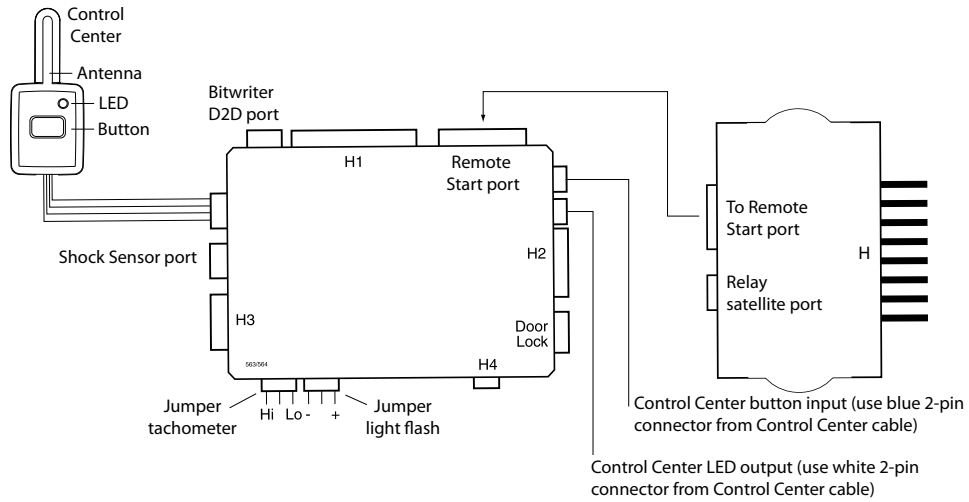 Control
Center
Antenna
LED
Button
Bitwriter
D2D port
H1
Remote
Start port
To Remote
Start port
Shock Sensor port
H2
H
Relay
satellite port
H3
Door
Lock
563/564
H4
Jumper
tachometer
Hi Lo - +
Jumper
light flash
Control Center button input (use blue 2-pin
connector from Control Center cable)
Control Center LED output (use white 2-pin
connector from Control Center cable)